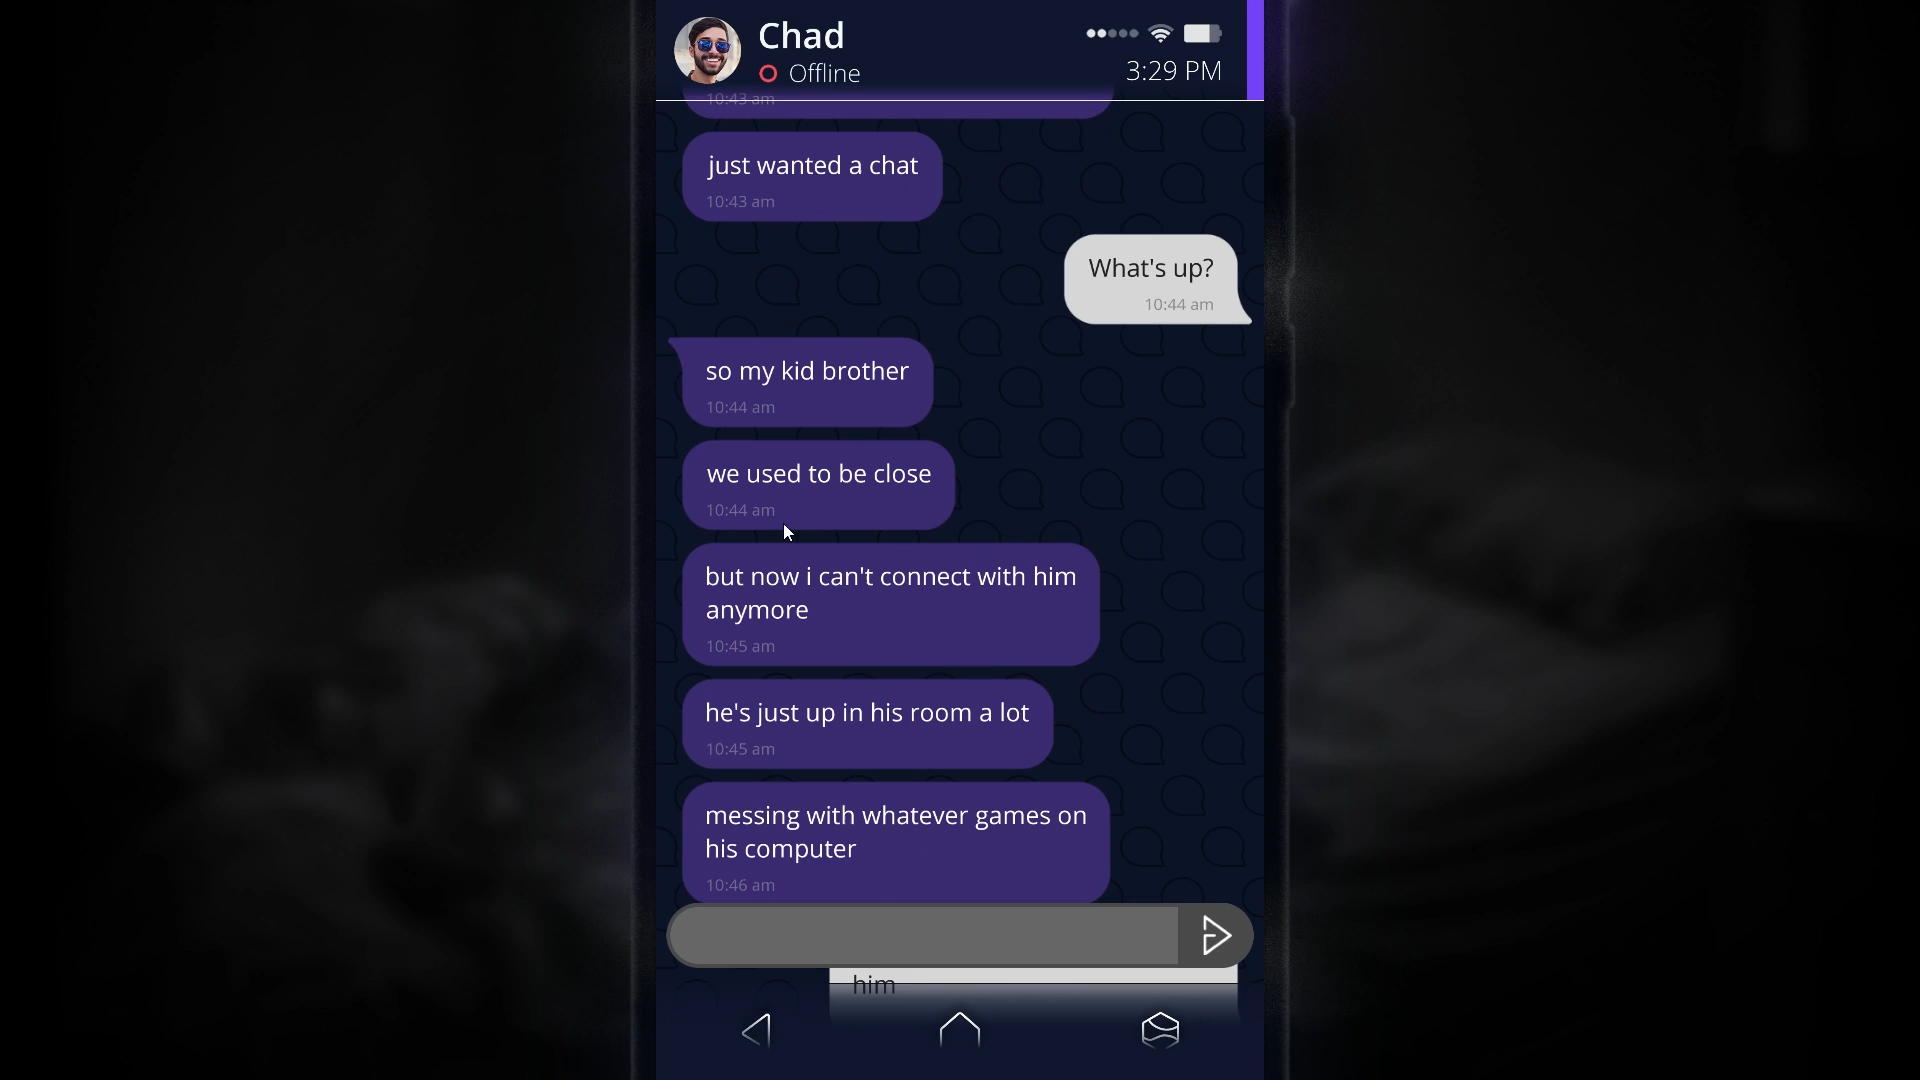 Chad
Offline
3:29 PM
10:43 am
just wanted a chat
10:43 am
What's up?
10:44 am
so my kid brother
10:44 am
we used to be close
10:44 am
but now i can't connect with him
anymore
10:45 am
he's just up in his room a lot
10:45 am
messing with whatever games on
his computer
10:46 am
him